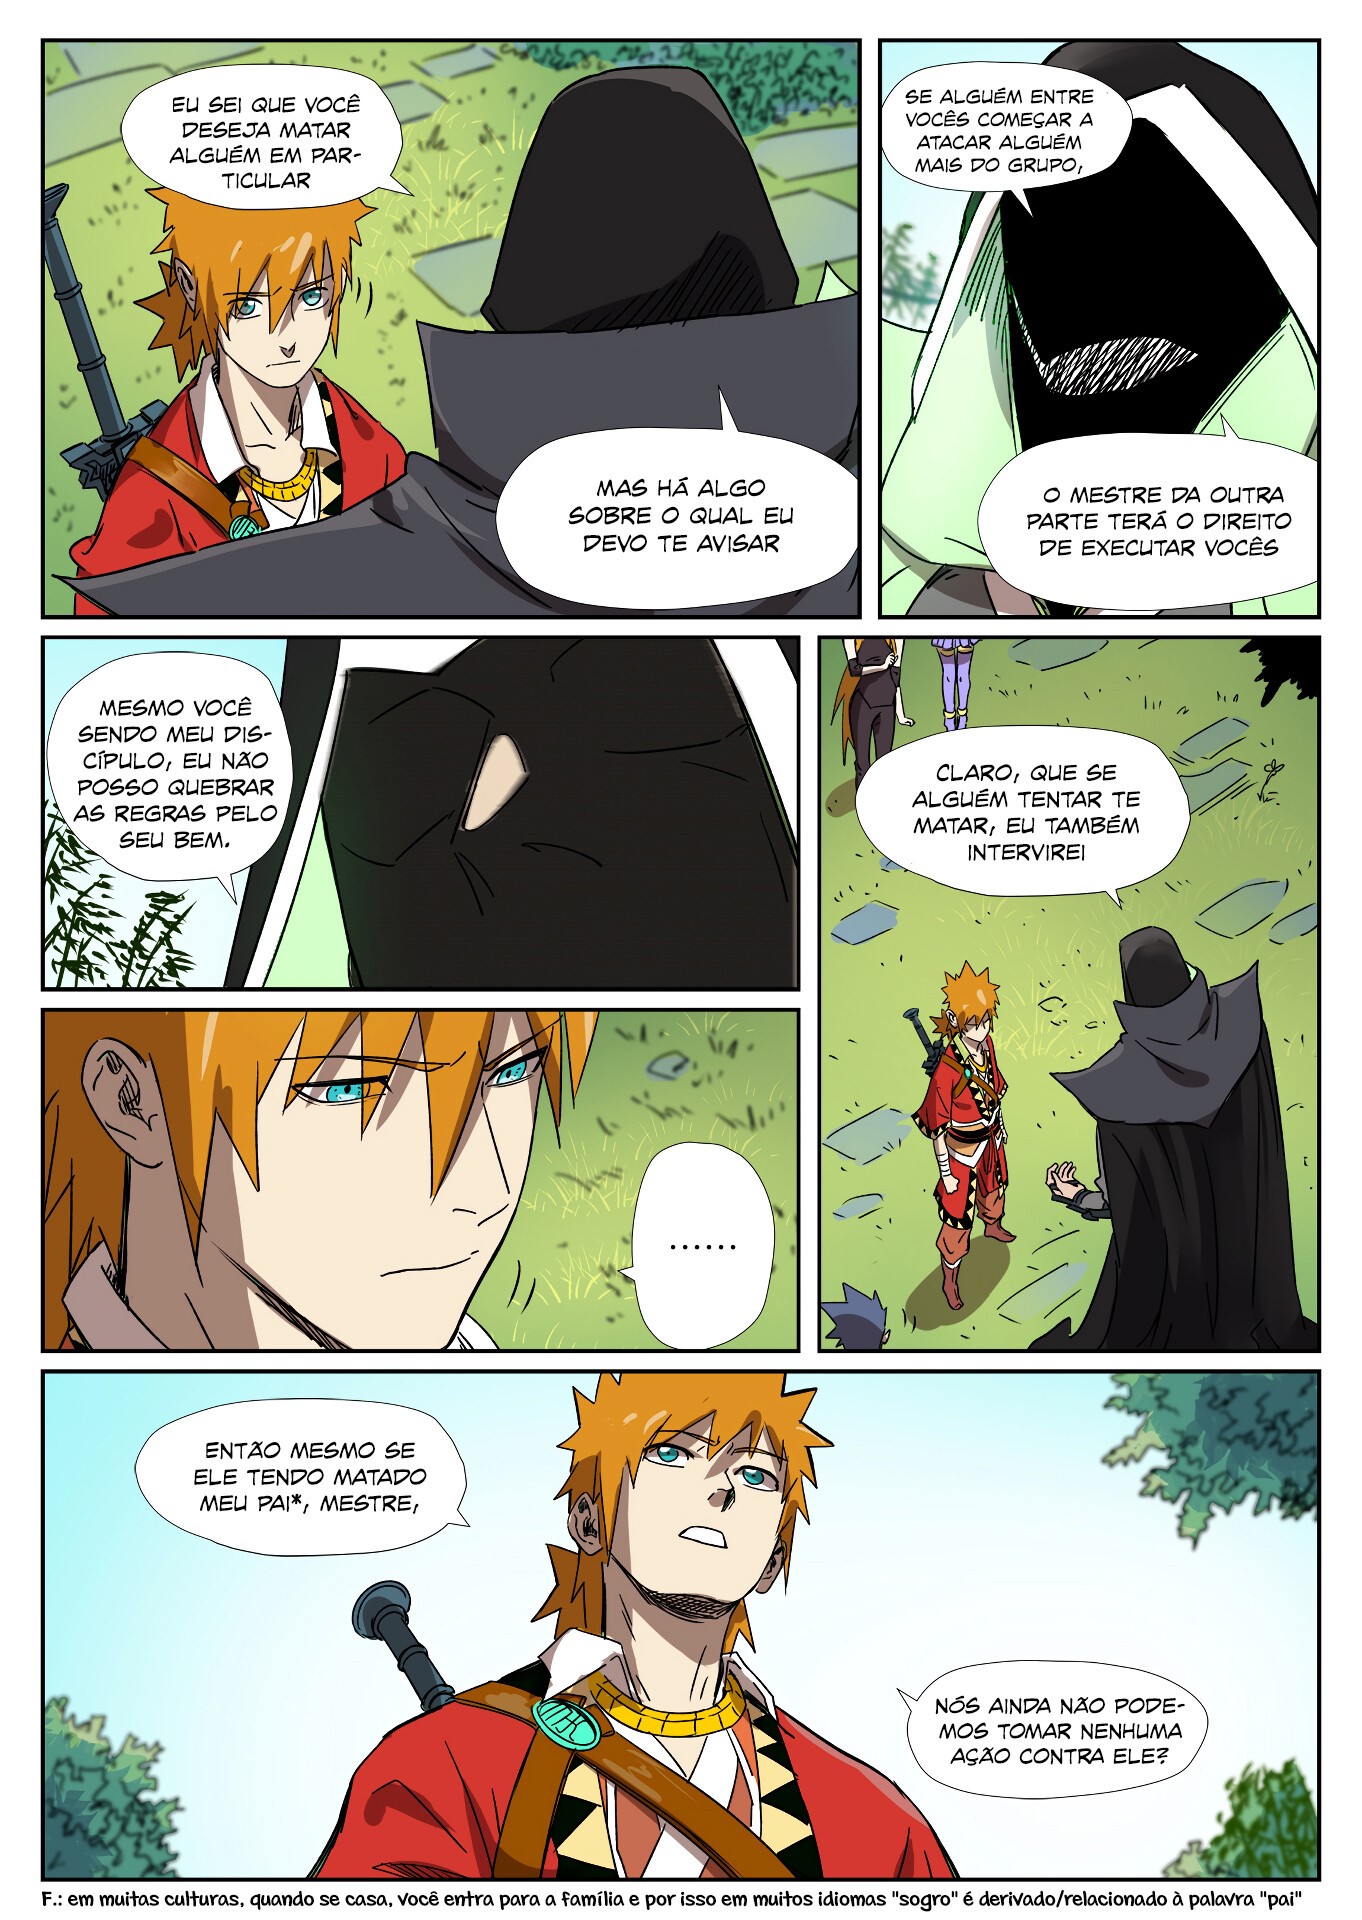 EU SEI QUE VOCÊ
DESEJA MATAR
ALGUÉM EM PAR-
TICULAR
MAS HÁ ALGO
SOBRE O QUAL EU
DEVO TE AVISAR
SE ALGUÉM ENTRE
VOCÊS COMEÇAR A
ATACAR ALGUÉM
MAIS DO GRUPO,
O MESTRE DA OUTRA
PARTE TERÁ O DIREITO
DE EXECUTAR VOCÊS
MESMO VOCÊ
SENDO MEU DIS-
CÍPULO, EU NÃO
POSSO QUEBRAR
AS REGRAS PELO
SEU BEM.
CLARO, QUE SE
ALGUÉM TENTAR TE
MATAR, EU TAMBÉM
INTERVIREI
......
ENTÃO MESMO SE
ELE TENDO MATADO
MEU PAI*, MESTRE,
NÓS AINDA NÃO PODE-
MOS TOMAR NENHUMA
AÇÃO CONTRA ELE?
F.: em muitas culturas, quando se casa, você entra para a família e por isso em muitos idiomas "sogro" é derivado/relacionado à palavra "pai"